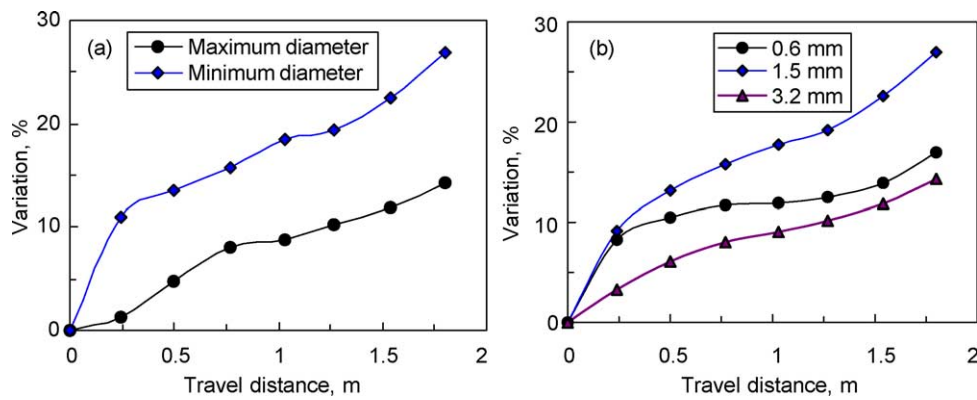 (a)
Maximum diameter
Minimum diameter
Variation, %
30
20
10
0
0 0.5 1 1.5 2
Travel distance, m
(b)
0.6 mm
1.5 mm
3.2 mm
Variation, %
30
20
10
0
0 0.5 1 1.5 2
Travel distance, m